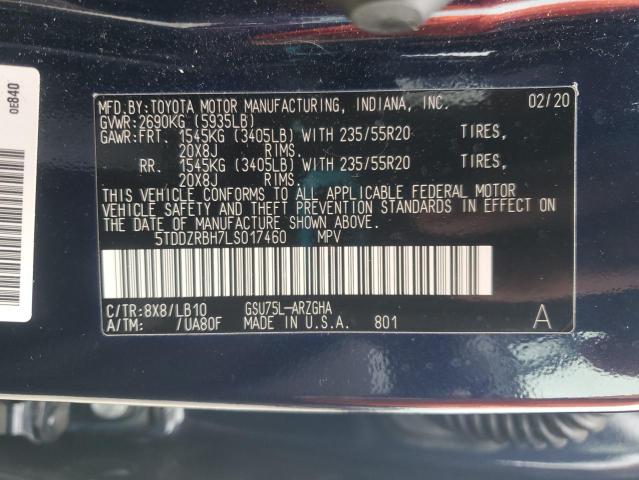 MFD.BY:TOYOTA MOTOR MANUFACTURING, INDIANA, INC. 02/20
GVWR:2690KG (5935LB)
GAWR:FRT. 1545KG (3405LB) WITH 235/55R20 TIRES,
20X8J RIMS,
RR. 1545KG (3405LB) WITH 235/55R20 TIRES,
20X8J RIMS,
THIS VEHICLE CONFORMS TO ALL APPLICABLE FEDERAL MOTOR
VEHICLE SAFETY AND THEFT PREVENTION STANDARDS IN EFFECT ON
THE DATE OF MANUFACTURE SHOWN ABOVE.
5TDDZRBH7LS017460 MPV
C/TR:8X8/LB10 GSU75L-ARZGHA
A/TM: /UA80F MADE IN U.S.A. 801 A
0E840